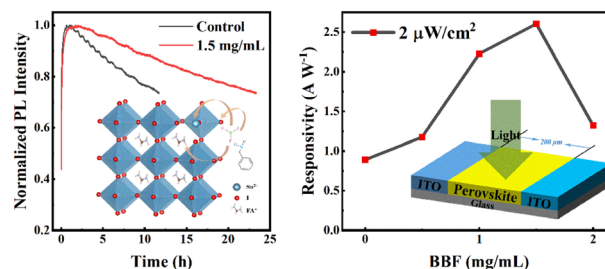 Normalized PL Intensity
1.0
0.8
0.6
0.4
0.2
0 5 10 15 20
Time (h)
Control
1.5 mg/mL
Sn²⁺
I
FA⁺
Responsivity (A W⁻¹)
2.5
2.0
1.5
1.0
0.5
0.0
0 1 2
BBF (mg/mL)
2 μW/cm²
Light
200 μm
ITO Perovskite ITO
Glass